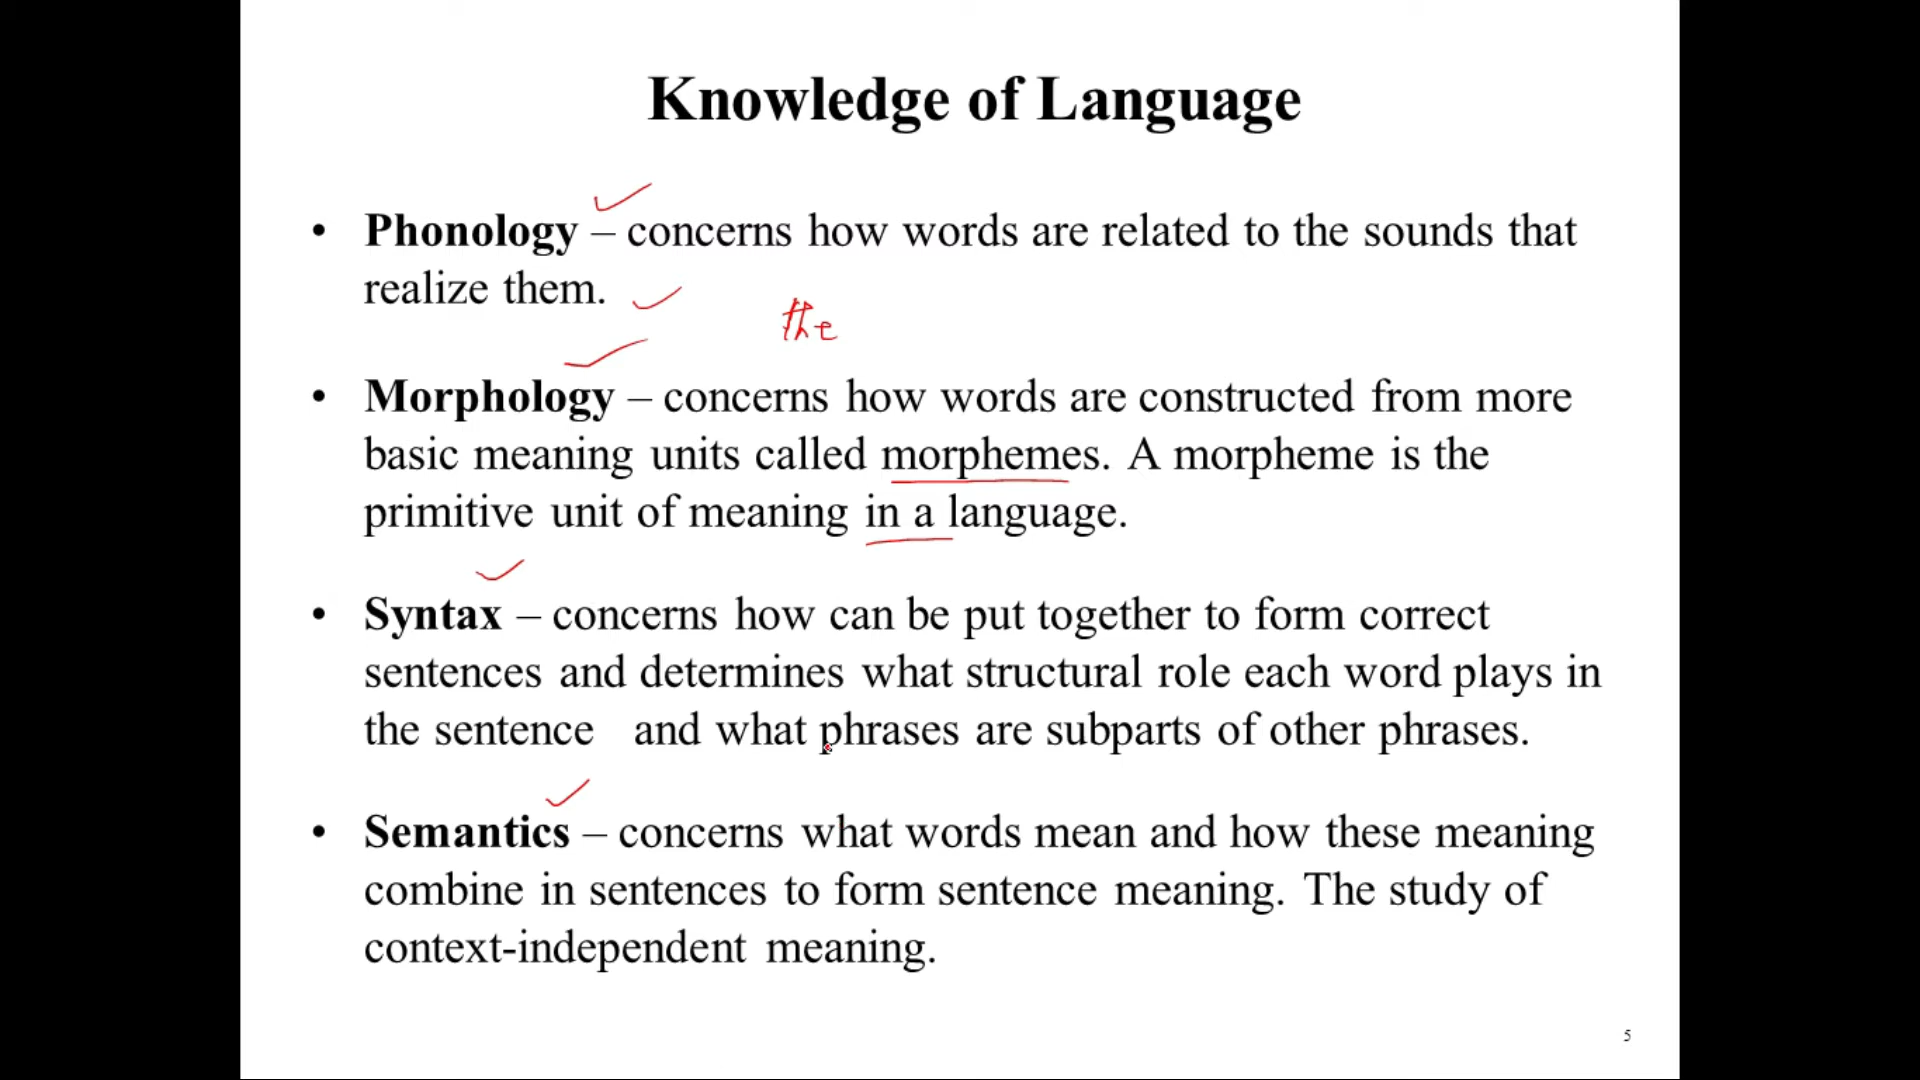 Knowledge of Language
• Phonology – concerns how words are related to the sounds that
realize them.
the
• Morphology – concerns how words are constructed from more
basic meaning units called morphemes. A morpheme is the
primitive unit of meaning in a language.
• Syntax – concerns how can be put together to form correct
sentences and determines what structural role each word plays in
the sentence and what phrases are subparts of other phrases.
• Semantics – concerns what words mean and how these meaning
combine in sentences to form sentence meaning. The study of
context-independent meaning.
5